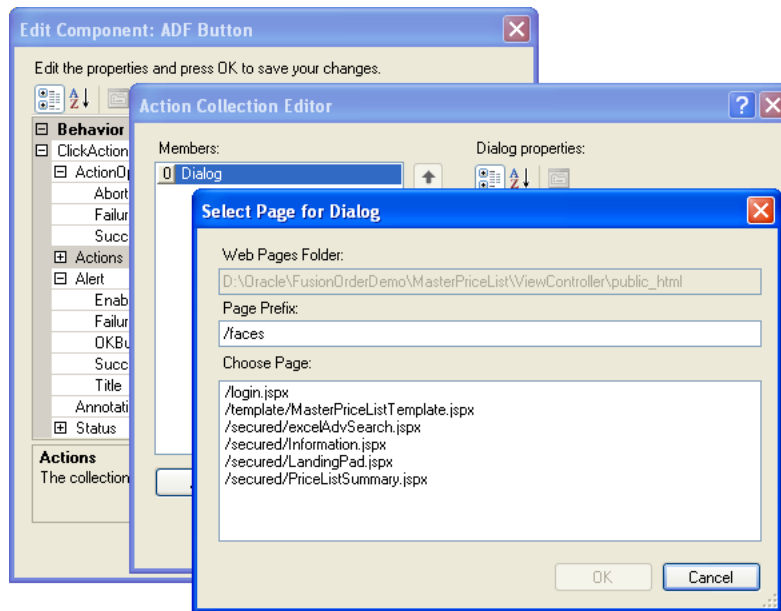 Edit Component: ADF Button
Edit the properties and press OK to save your changes.
Behavior
ClickAction
Abort
Failur
Succ
Actions
Alert
Enab
Failur
OKBu
Succ
Title
Annotati
Status
Actions
The collection
Action Collection Editor
Members:
Dialog properties:
0 Dialog
Select Page for Dialog
Web Pages Folder:
D:\Oracle\FusionOrderDemo\MasterPriceList\ViewController\public_html
Page Prefix:
/faces
Choose Page:
/login.jspx
/template/MasterPriceListTemplate.jspx
/secured/excelAdvSearch.jspx
/secured/Information.jspx
/secured/LandingPad.jspx
/secured/PriceListSummary.jspx
OK
Cancel